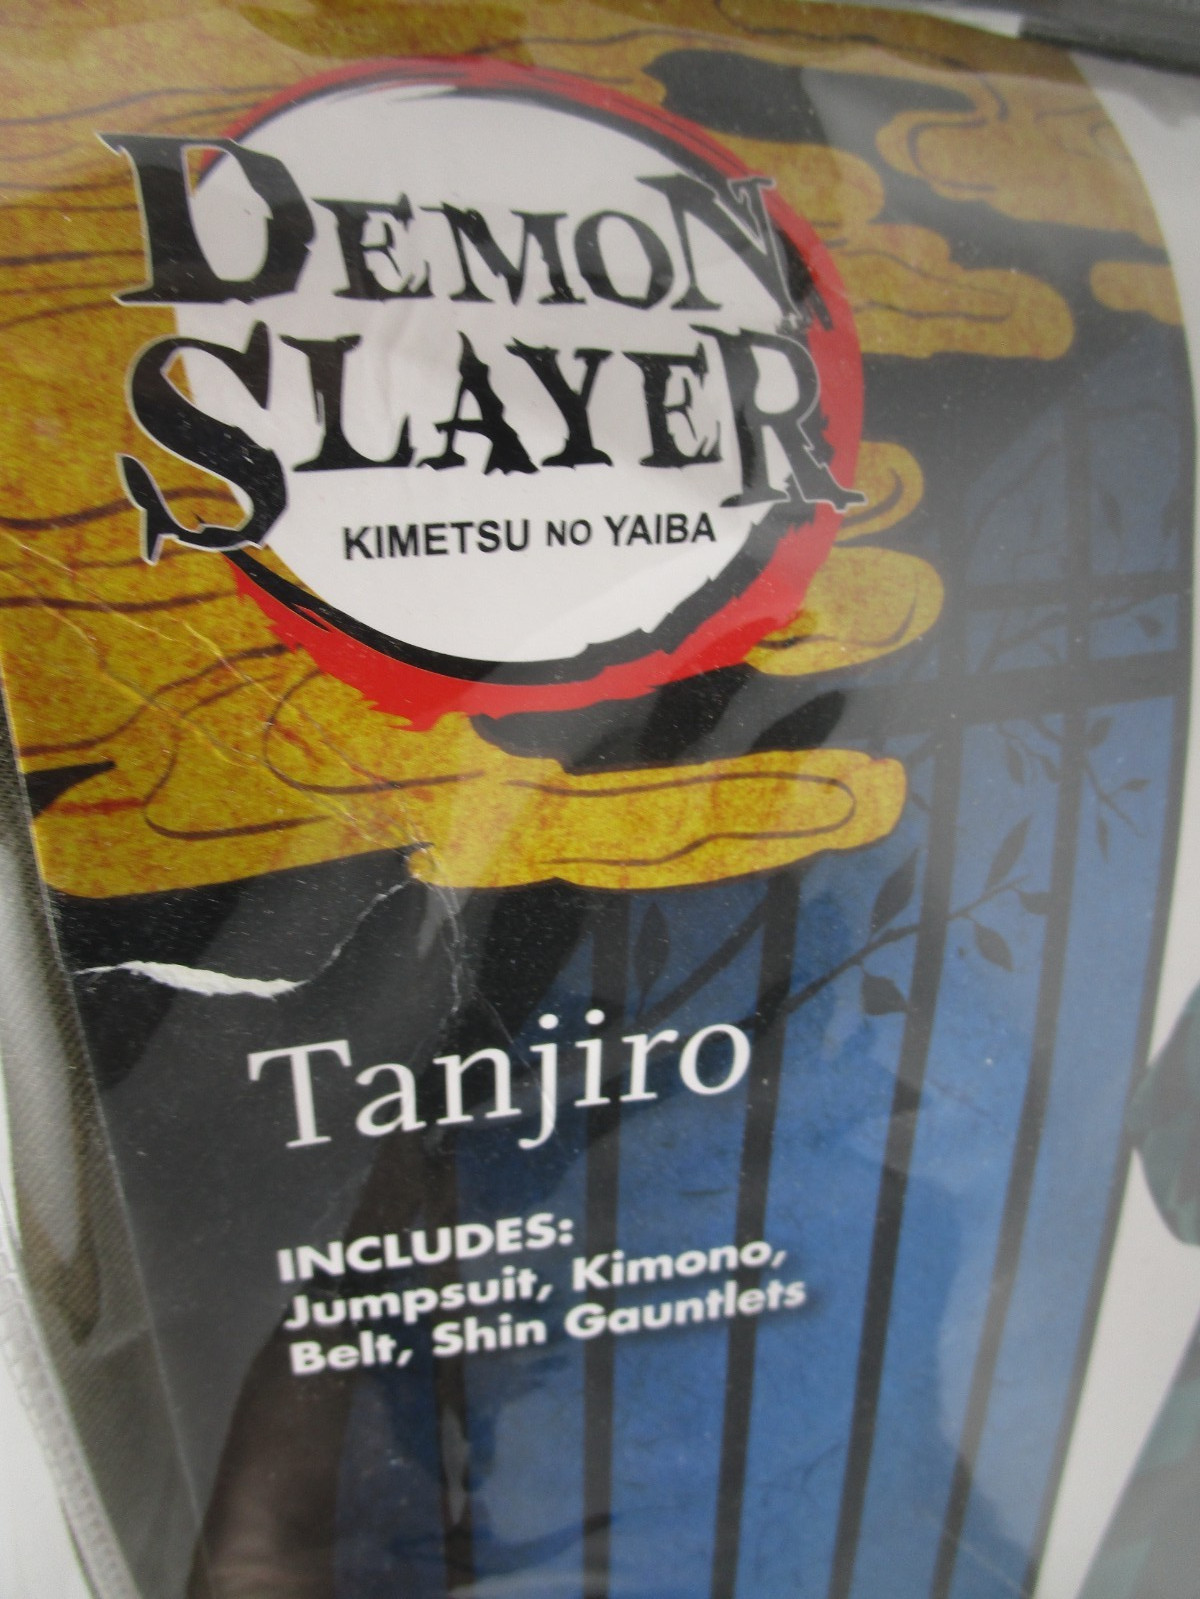 DEMON
SLAYER
KIMETSU NO YAIBA
Tanjiro
INCLUDES:
Jumpsuit, Kimono,
Belt, Shin Gauntlets